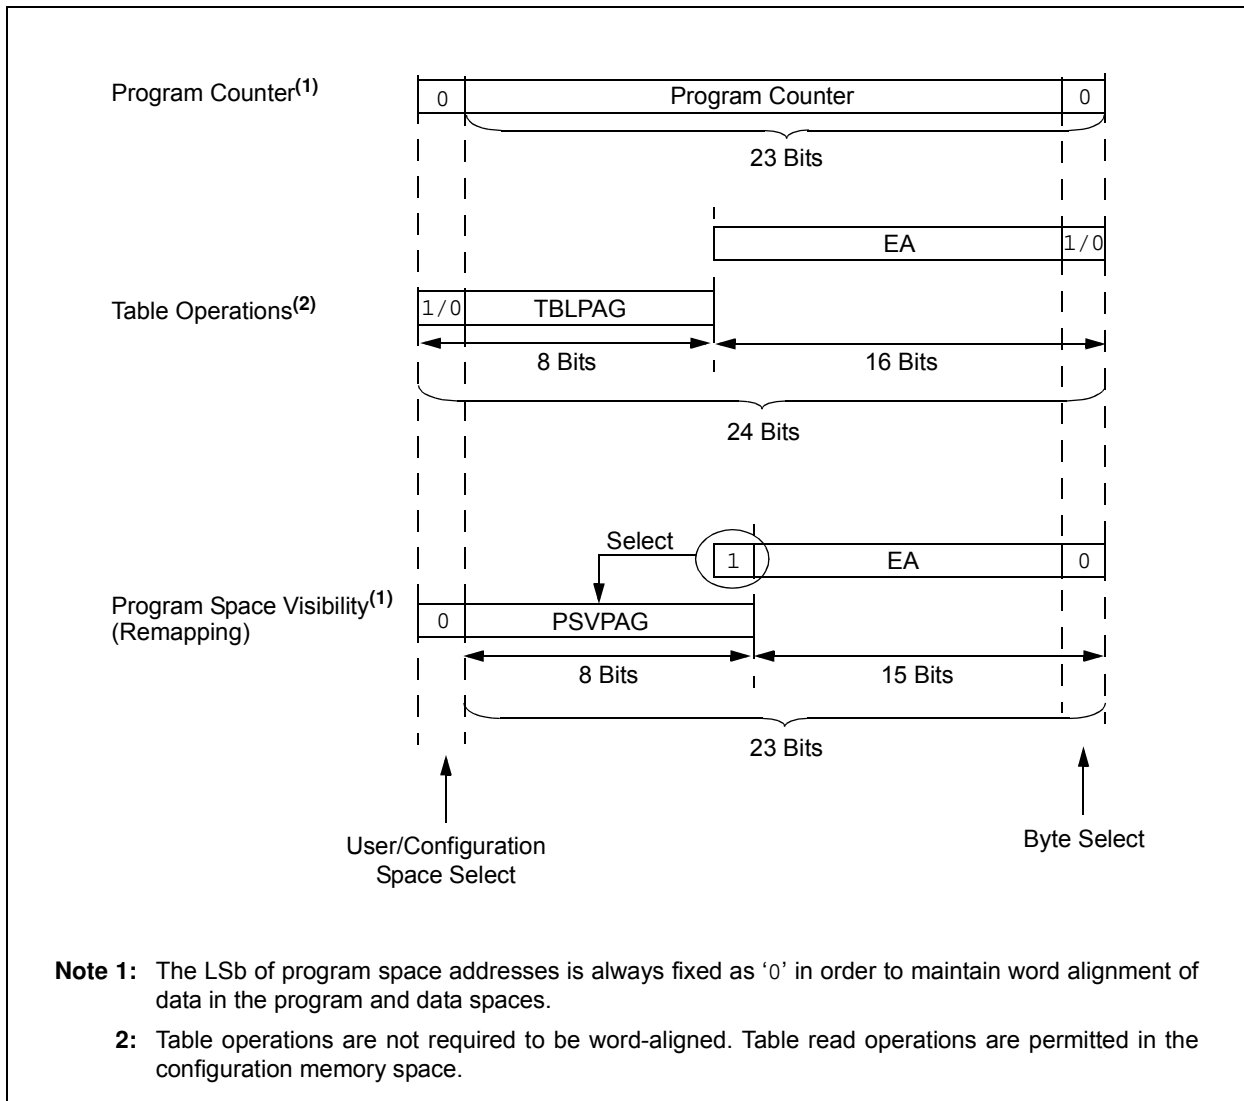 Program Counter(1)
0
Program Counter
0
23 Bits
EA
1/0
Table Operations(2)
1/0
TBLPAG
8 Bits
16 Bits
24 Bits
Select
1
EA
0
Program Space Visibility(1)
(Remapping)
0
PSVPAG
8 Bits
15 Bits
23 Bits
User/Configuration
Space Select
Byte Select
Note 1: The LSb of program space addresses is always fixed as ‘0’ in order to maintain word alignment of
data in the program and data spaces.
2: Table operations are not required to be word-aligned. Table read operations are permitted in the
configuration memory space.